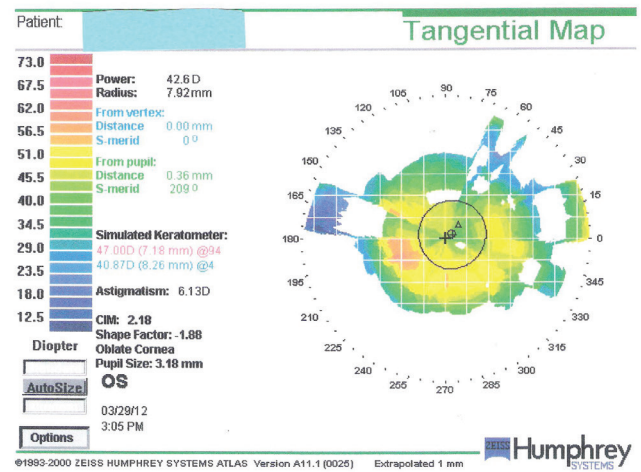 Patient:
Tangential Map
73.0
67.5
62.0
56.5
51.0
45.5
40.0
34.5
29.0
23.5
18.0
12.5
Diopter
AutoSize
Options
Power: 42.6 D
Radius: 7.92 mm
From vertex:
Distance 0.00 mm
S-merid 0º
From pupil:
Distance 0.36 mm
S-merid 209 º
Simulated Keratometer:
47.00D (7.18 mm) @94
40.87D (8.26 mm) @4
Astigmatism: 6.13D
CIM: 2.18
Shape Factor: -1.88
Oblate Cornea
Pupil Size: 3.18 mm
OS
03/29/12
3:05 PM
105 90 75
120 60
135 45
150 30
165 15
180 0
195 345
210 330
225 315
240 300
255 270 285
ZEISS Humphrey
SYSTEMS
©1993-2000 ZEISS HUMPHREY SYSTEMS ATLAS Version A11.1 (0025) Extrapolated 1 mm